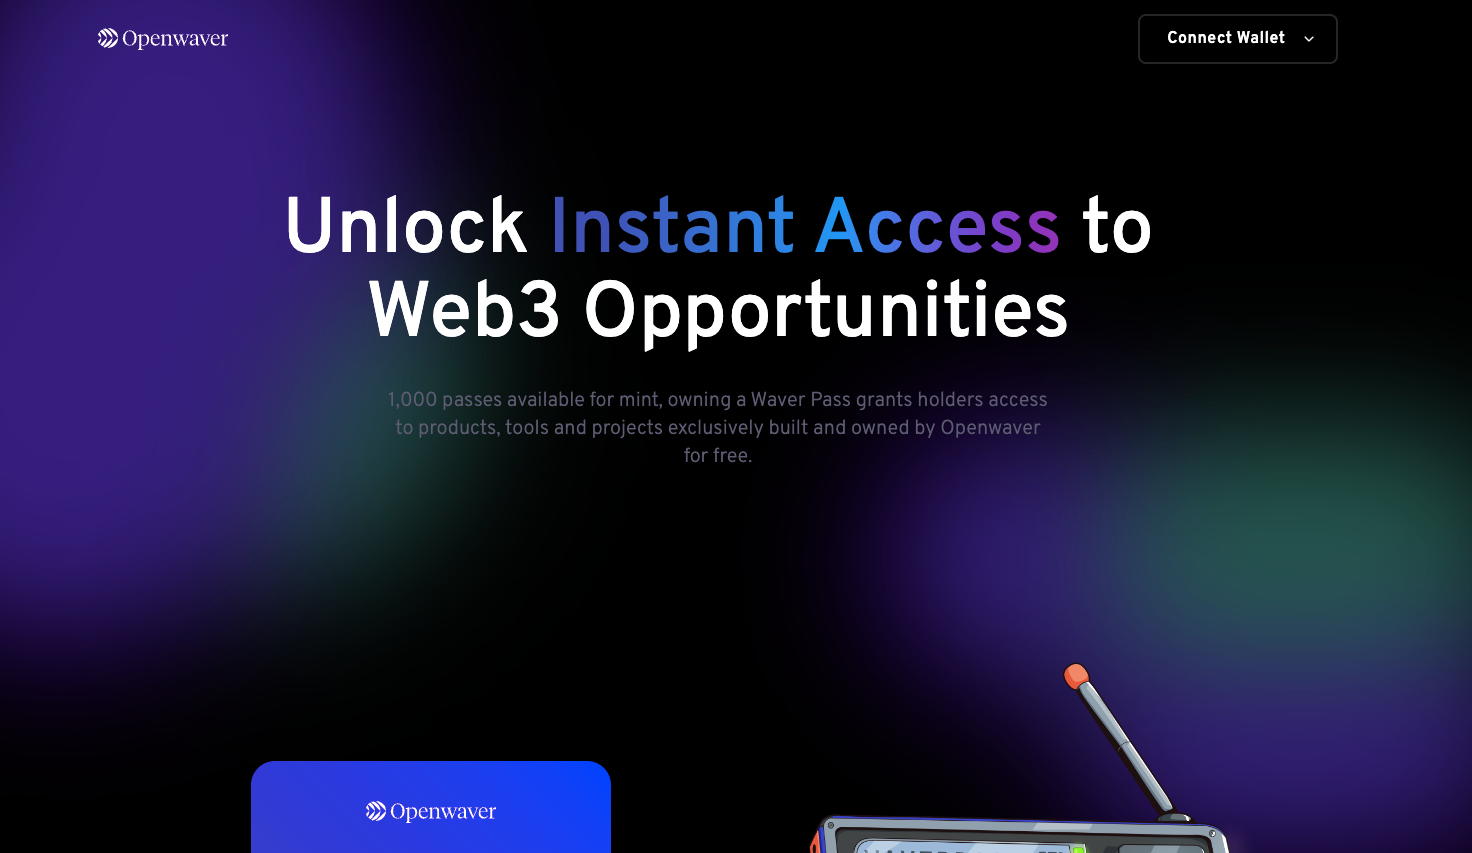 Openwaver
Connect Wallet
Unlock Instant Access to
Web3 Opportunities
1,000 passes available for mint, owning a Waver Pass grants holders access
to products, tools and projects exclusively built and owned by Openwaver
for free.
Openwaver